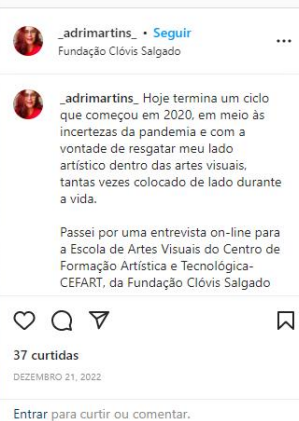 _adrimartins_ • Seguir
Fundação Clóvis Salgado
_adrimartins_ Hoje termina um ciclo
que começou em 2020, em meio às
incertezas da pandemia e com a
vontade de resgatar meu lado
artístico dentro das artes visuais,
tantas vezes colocado de lado durante
a vida.
Passei por uma entrevista on-line para
a Escola de Artes Visuais do Centro de
Formação Artística e Tecnológica-
CEFART, da Fundação Clóvis Salgado
37 curtidas
DEZEMBRO 21, 2022
Entrar para curtir ou comentar.